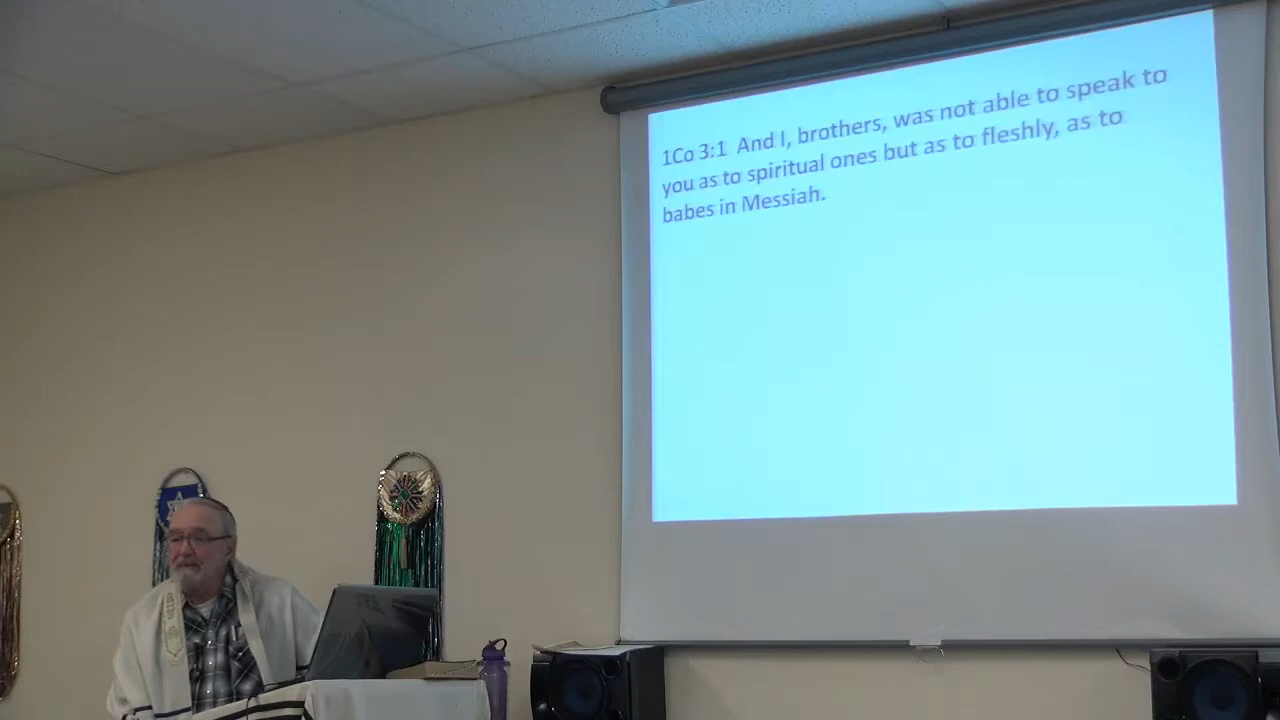 1Co 3:1 And I, brothers, was not able to speak to
you as to spiritual ones but as to fleshly, as to
babes in Messiah.